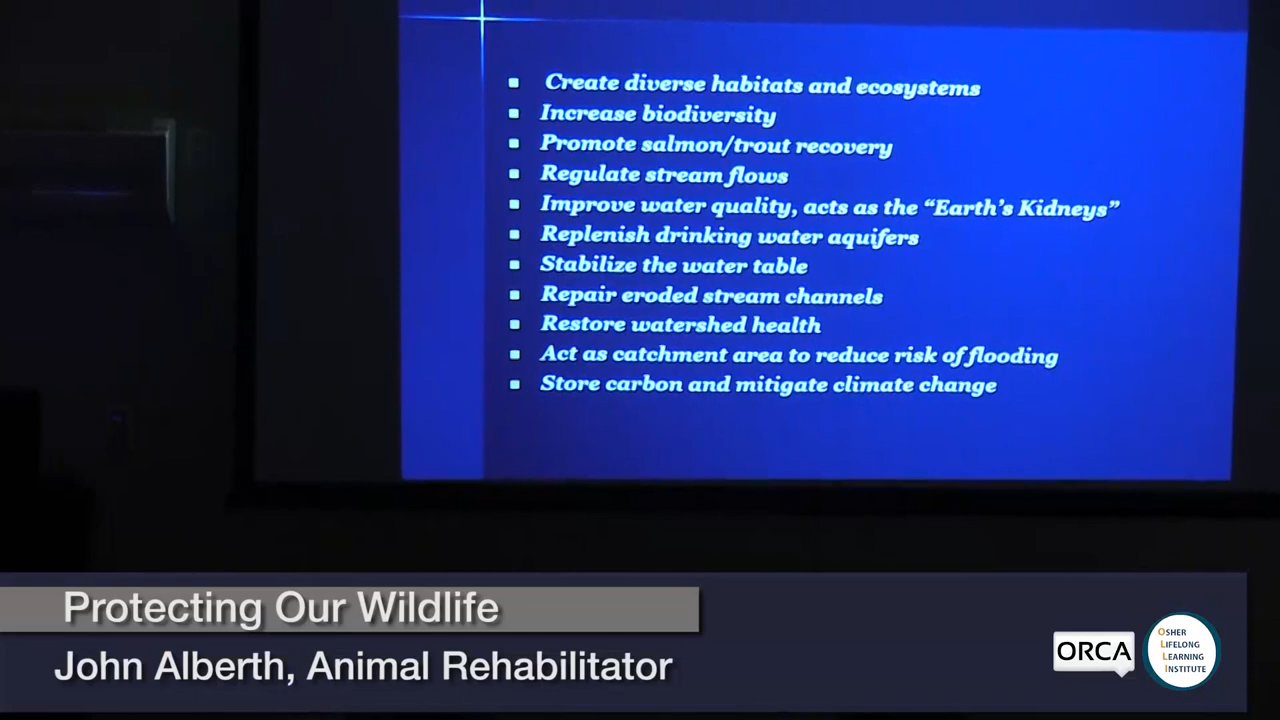 Create diverse habitats and ecosystems
Increase biodiversity
Promote salmon/trout recovery
Regulate stream flows
Improve water quality, acts as the “Earth’s Kidneys”
Replenish drinking water aquifers
Stabilize the water table
Repair eroded stream channels
Restore watershed health
Act as catchment area to reduce risk of flooding
Store carbon and mitigate climate change
Protecting Our Wildlife
John Alberth, Animal Rehabilitator
ORCA
OSHER
LIFELONG
LEARNING
INSTITUTE